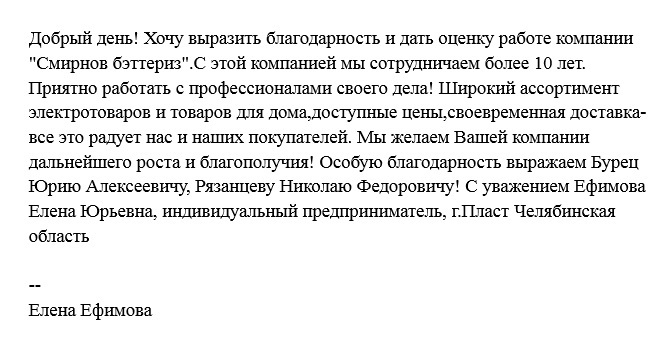 Добрый день! Хочу выразить благодарность и дать оценку работе компании
"Смирнов бэттериз".С этой компанией мы сотрудничаем более 10 лет.
Приятно работать с профессионалами своего дела! Широкий ассортимент
электротоваров и товаров для дома,доступные цены,своевременная доставка-
все это радует нас и наших покупателей. Мы желаем Вашей компании
дальнейшего роста и благополучия! Особую благодарность выражаем Бурец
Юрию Алексеевичу, Рязанцеву Николаю Федоровичу! С уважением Ефимова
Елена Юрьевна, индивидуальный предприниматель, г.Пласт Челябинская
область
--
Елена Ефимова